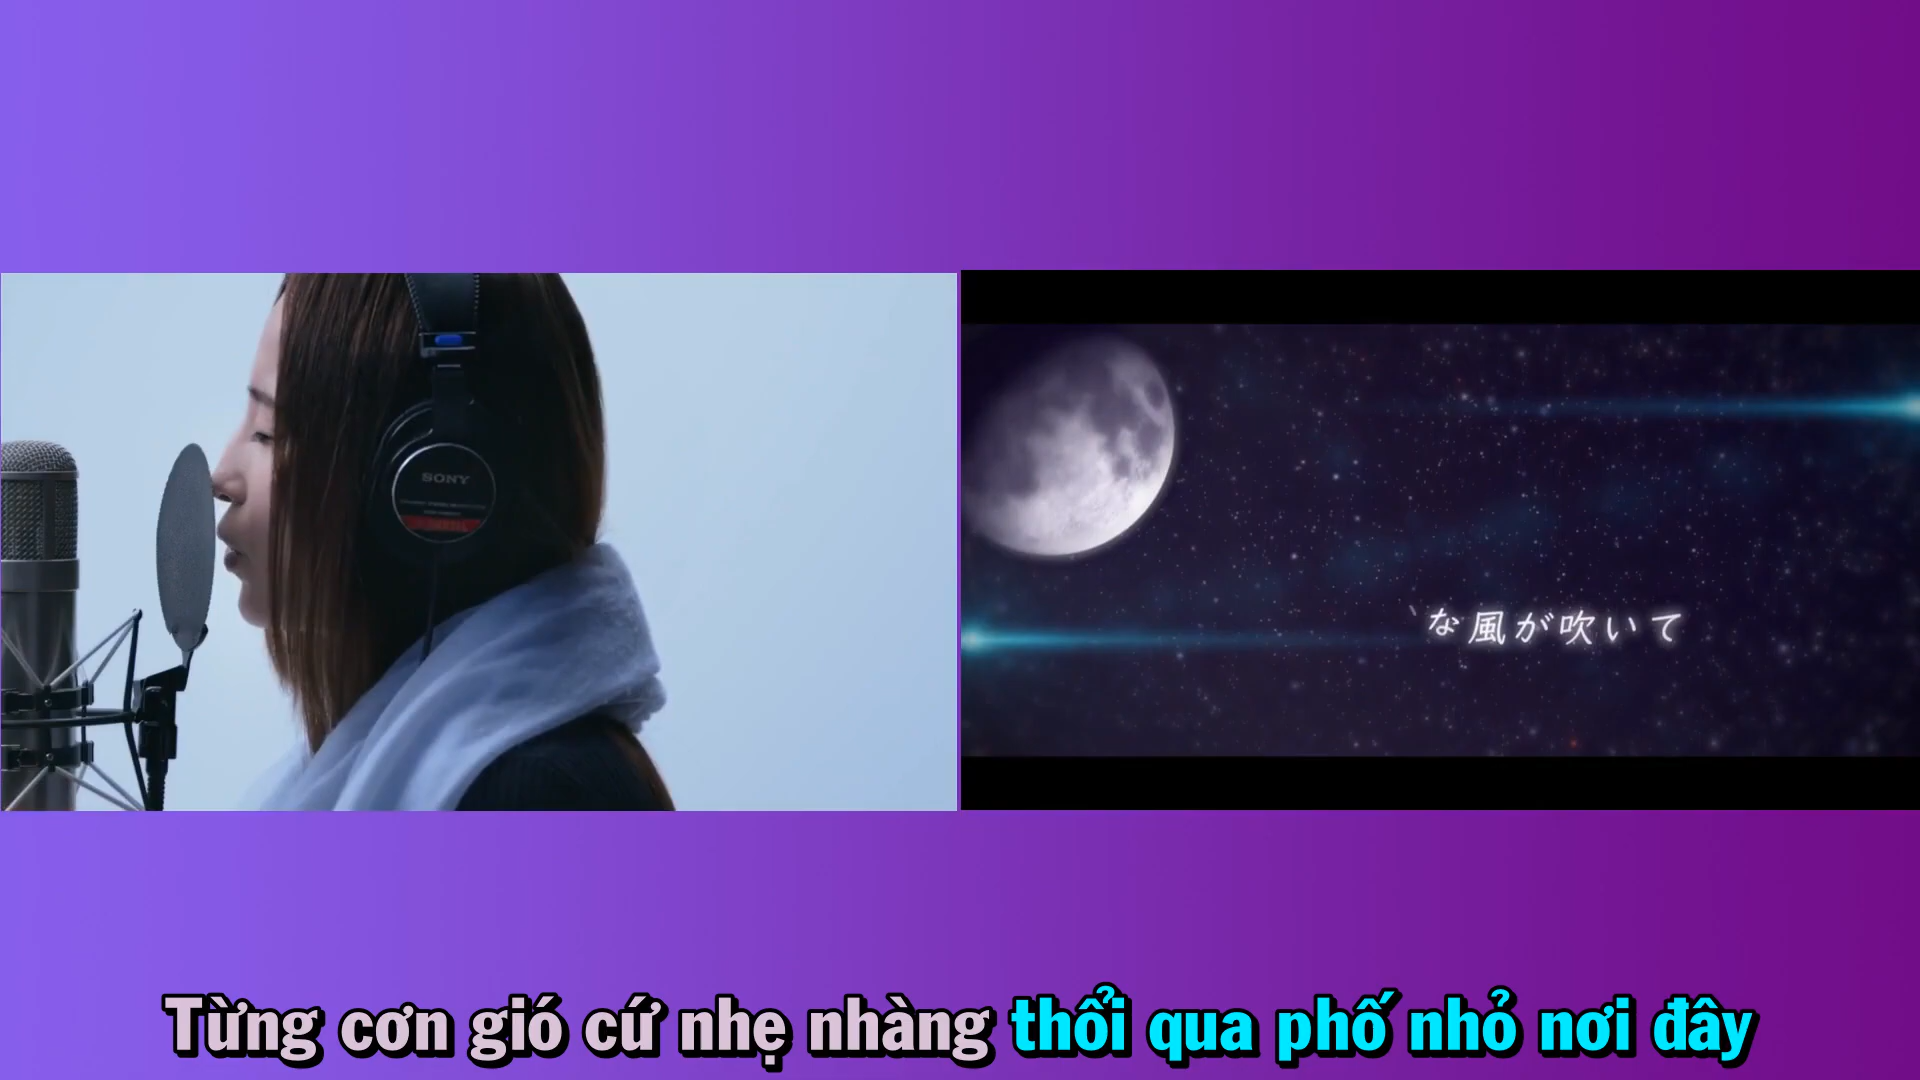 SONY
な風が吹いて
Từng cơn gió cứ nhẹ nhàng thổi qua phố nhỏ nơi đây